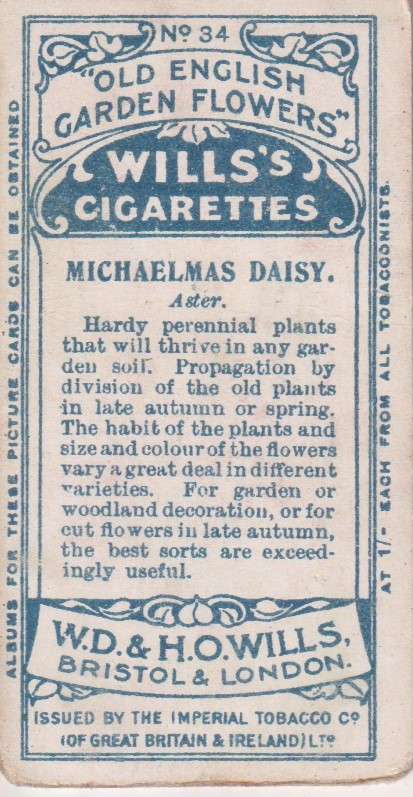 No 34
"OLD ENGLISH
GARDEN FLOWERS"
WILLS'S
CIGARETTES
MICHAELMAS DAISY.
Aster.
Hardy perennial plants
that will thrive in any gar-
den soil. Propagation by
division of the old plants
in late autumn or spring.
The habit of the plants and
size and colour of the flowers
vary a great deal in different
varieties. For garden or
woodland decoration, or for
cut flowers in late autumn,
the best sorts are exceed-
ingly useful.
W.D. & H.O. WILLS,
BRISTOL & LONDON.
ISSUED BY THE IMPERIAL TOBACCO Co
(OF GREAT BRITAIN & IRELAND) LTD
ALBUMS FOR THESE PICTURE CARDS CAN BE OBTAINED
AT 1/- EACH FROM ALL TOBACCONISTS.